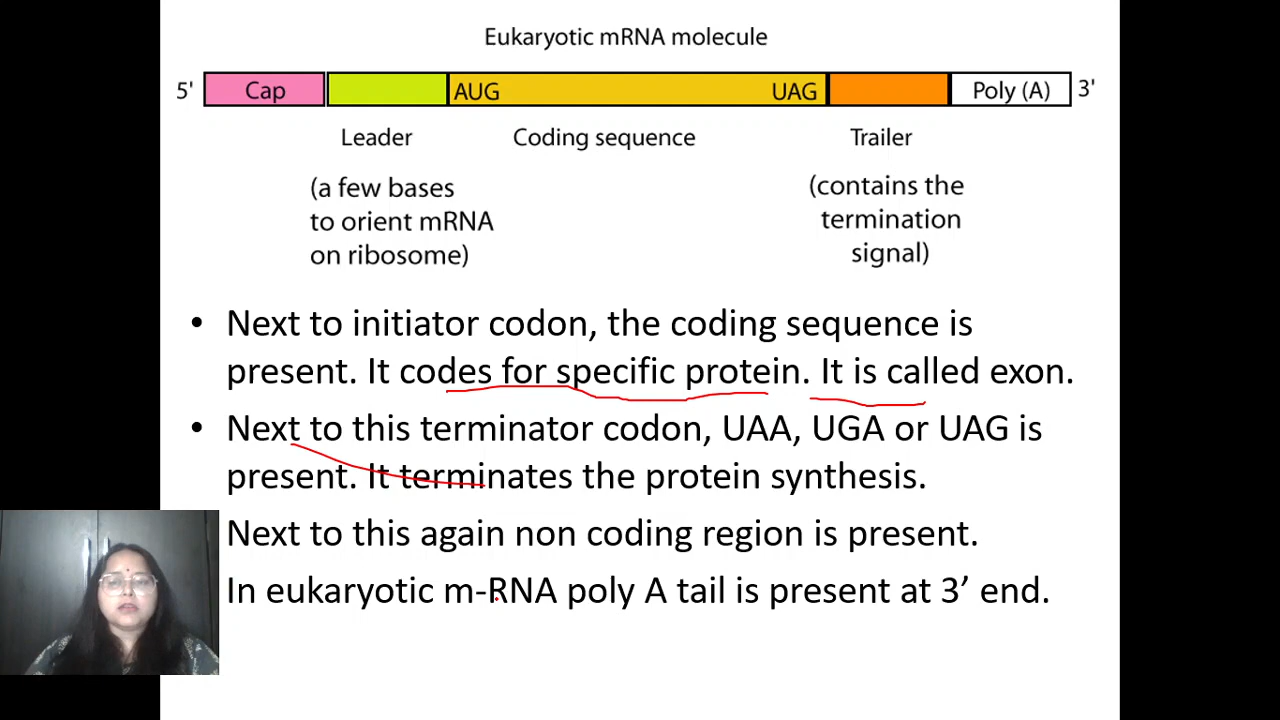 Eukaryotic mRNA molecule
5' Cap AUG UAG Poly (A) 3'
Leader Coding sequence Trailer
(a few bases (contains the
to orient mRNA termination
on ribosome) signal)
• Next to initiator codon, the coding sequence is
present. It codes for specific protein. It is called exon.
• Next to this terminator codon, UAA, UGA or UAG is
present. It terminates the protein synthesis.
Next to this again non coding region is present.
In eukaryotic m-RNA poly A tail is present at 3’ end.